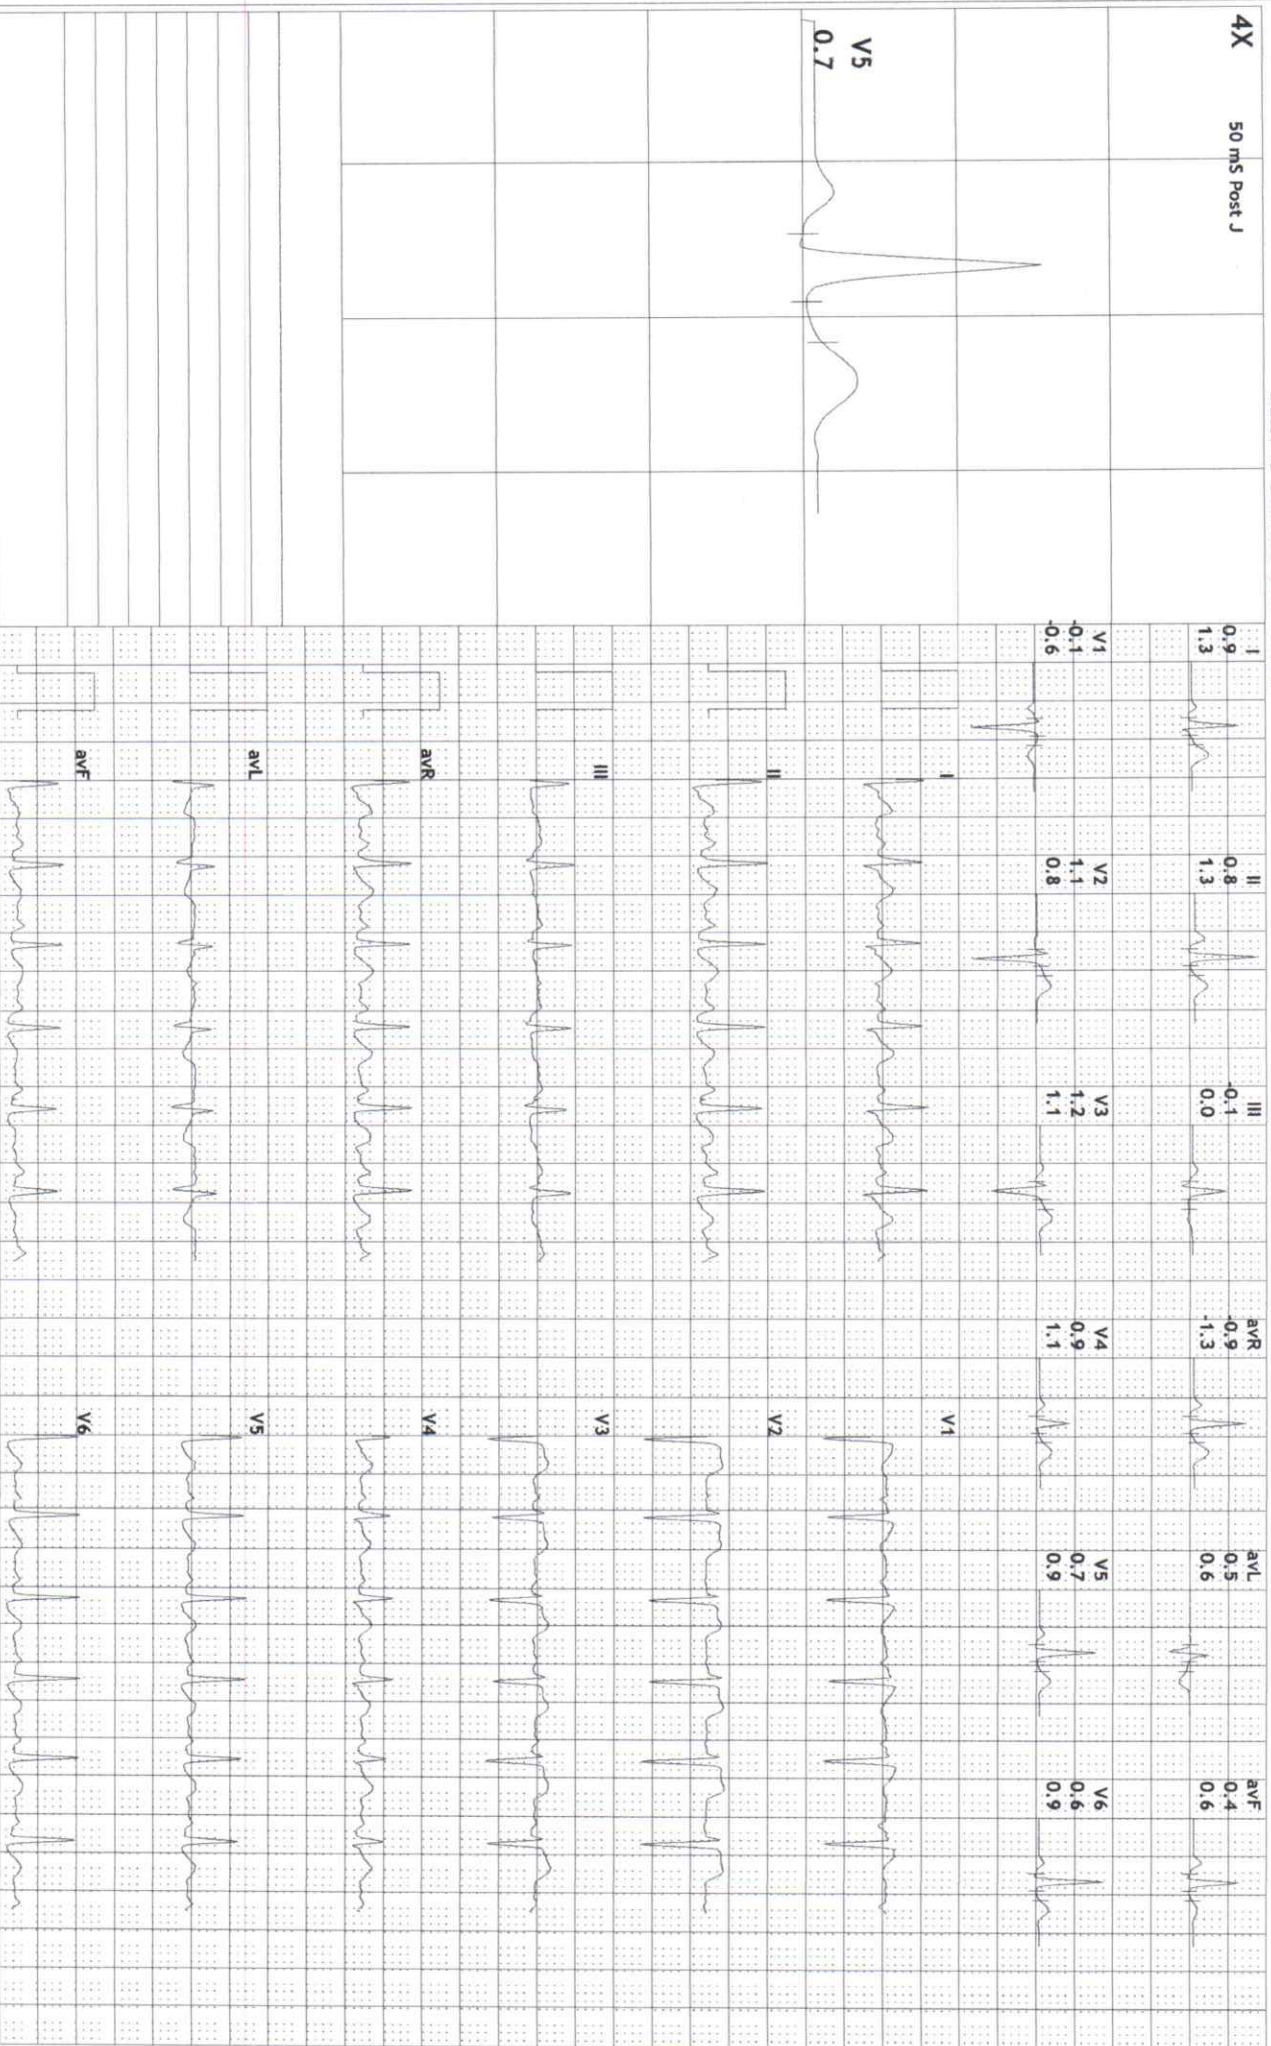 4X
50 mS Post J
V5
0.7
I
0.9
1.3
II
0.8
1.3
III
-0.1
0.0
avR
-0.9
-1.3
avL
0.5
0.6
avF
0.4
0.6
V1
-0.1
-0.6
V2
1.1
0.8
V3
1.2
1.1
V4
0.9
1.1
V5
0.7
0.9
V6
0.6
0.9
I
V1
II
V2
III
V3
avR
V4
avL
V5
avF
V6